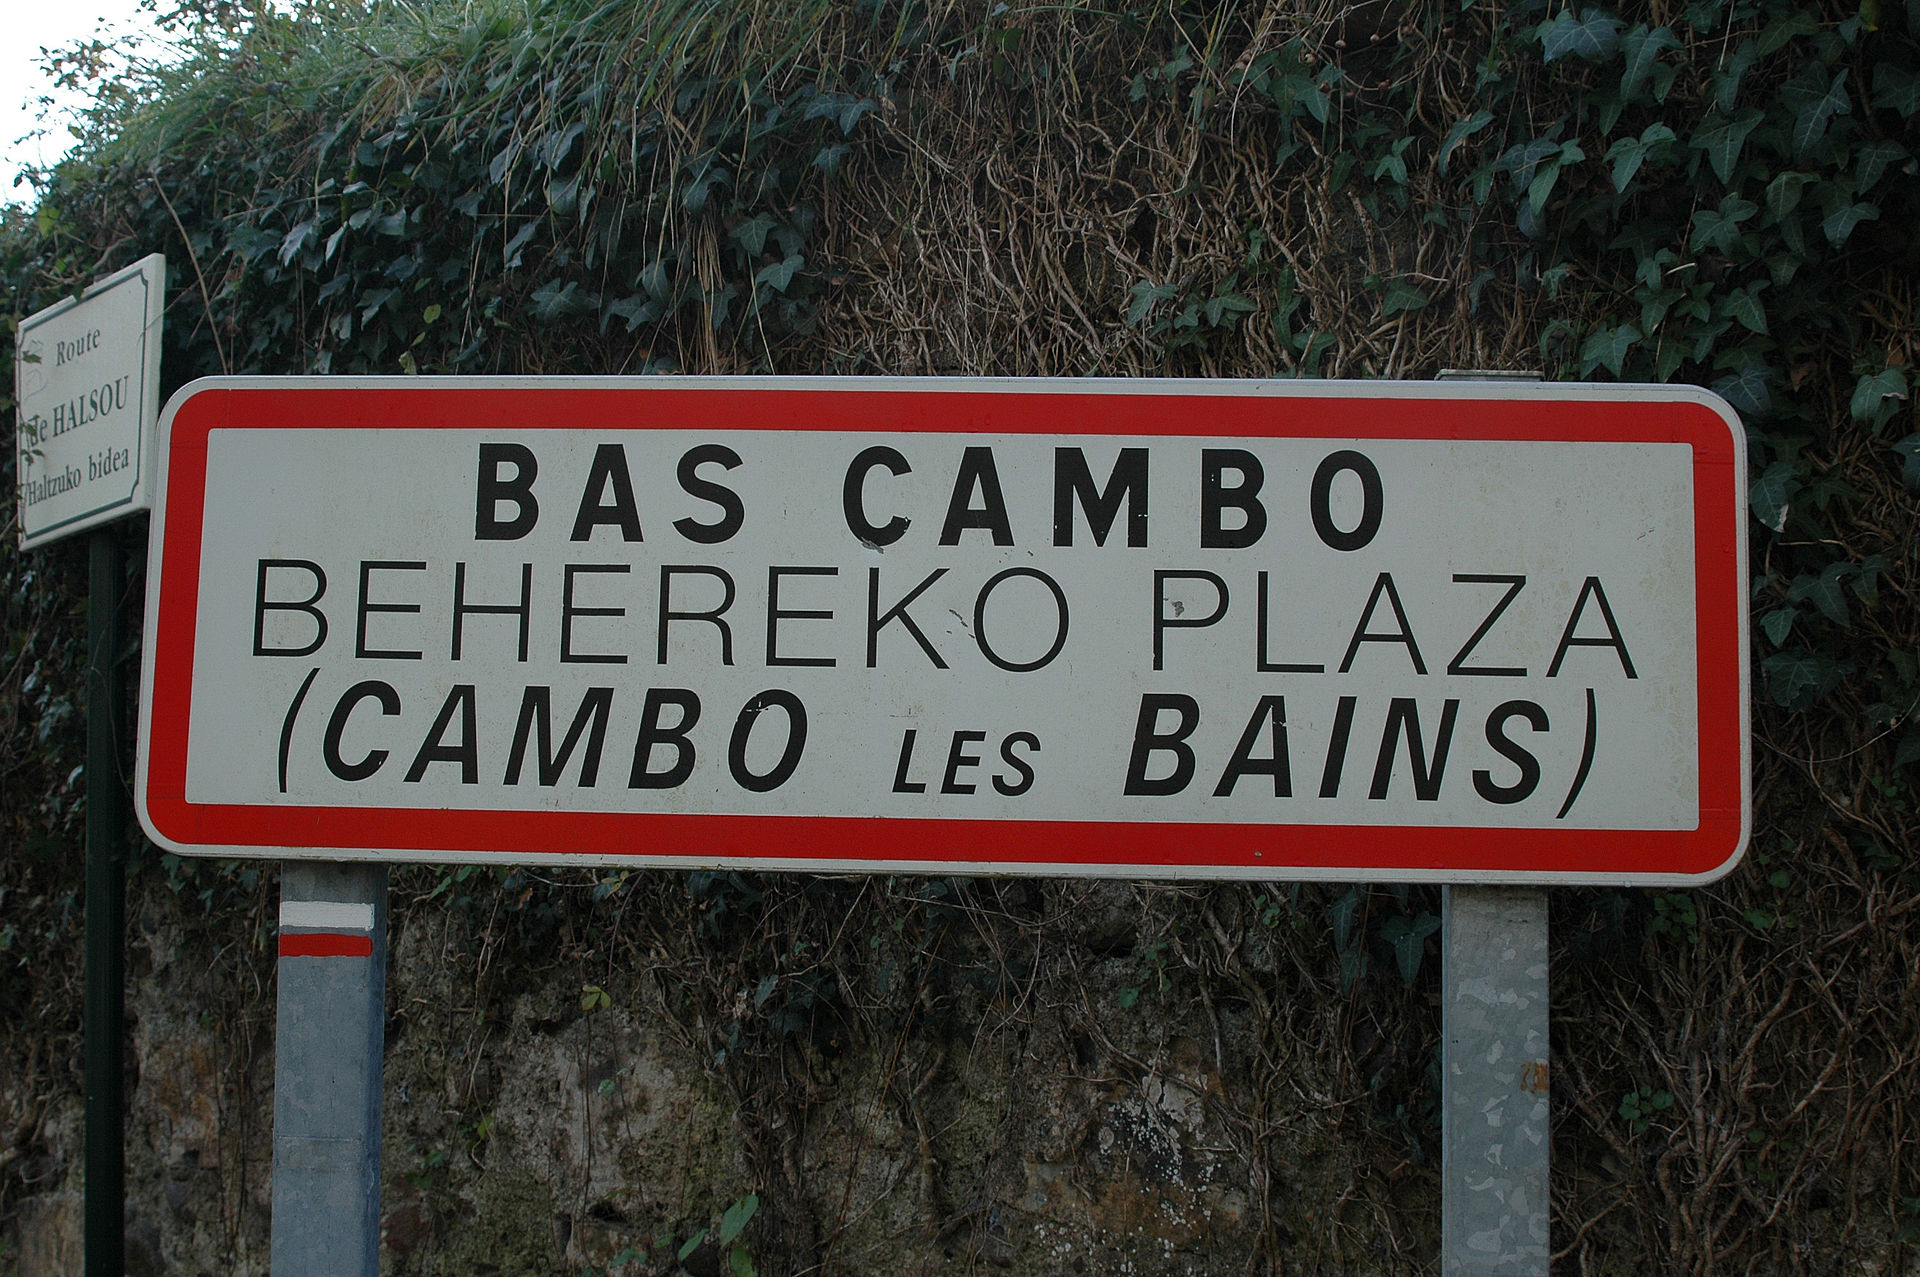 Route
de HALSOU
Haltzuko bidea
BAS CAMBO
BEHEREKO PLAZA
(CAMBO LES BAINS)